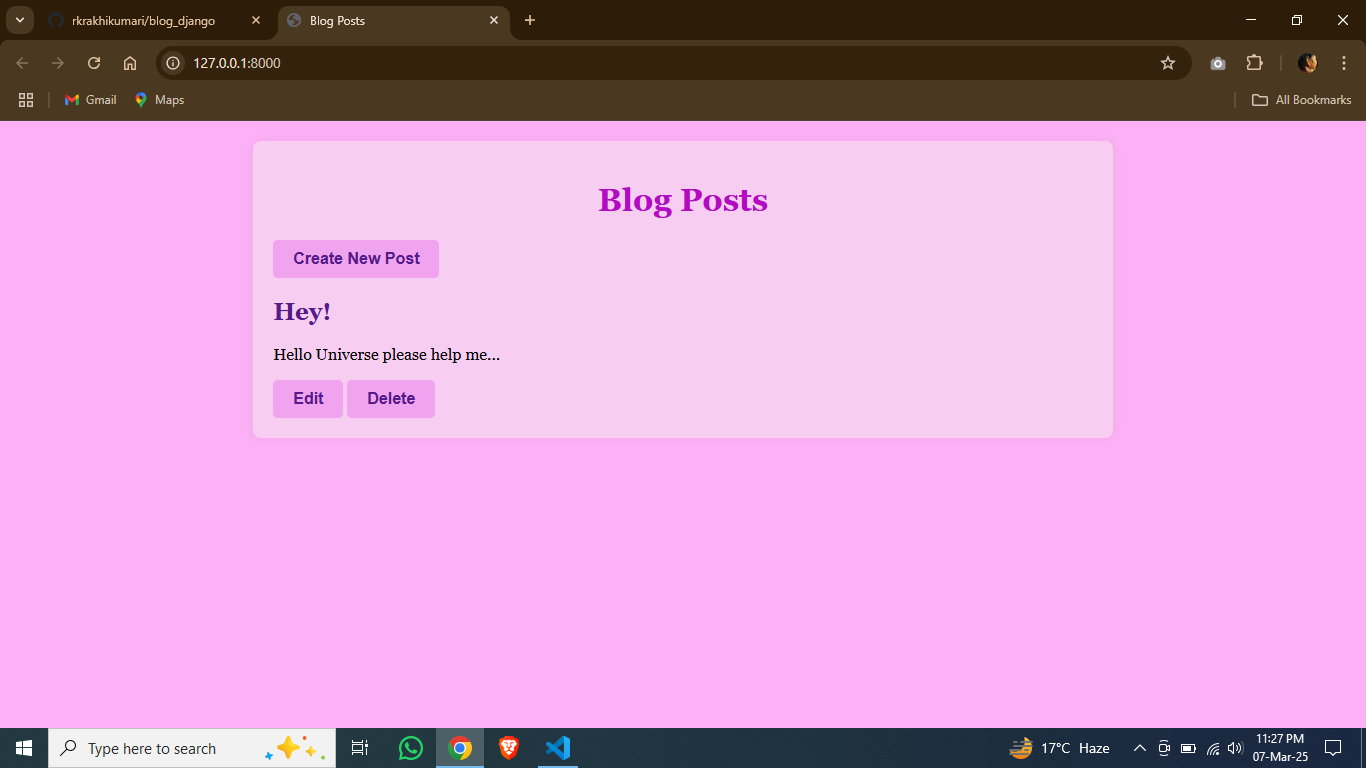 rkrakhikumari/blog_django
Blog Posts
127.0.0.1:8000
Gmail
Maps
All Bookmarks
Blog Posts
Create New Post
Hey!
Hello Universe please help me...
Edit Delete
Type here to search
17°C Haze
11:27 PM
07-Mar-25